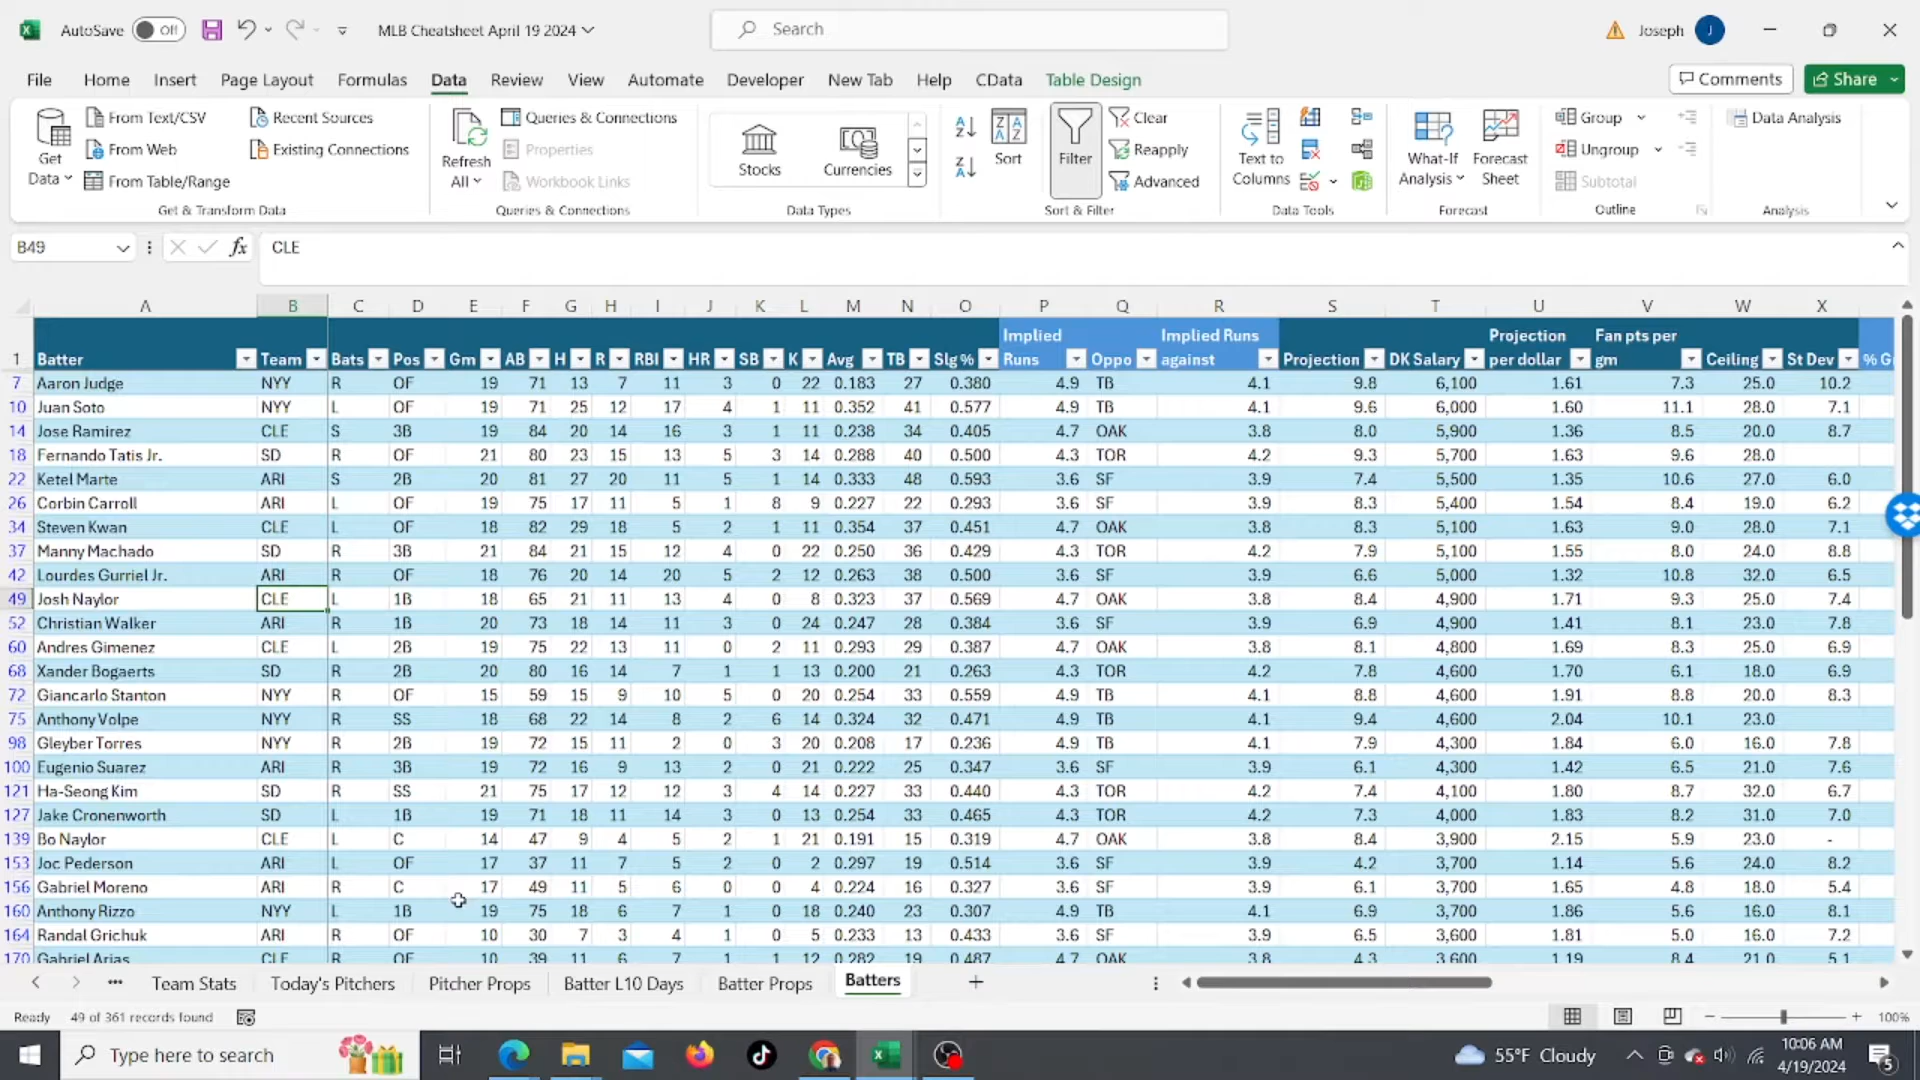 AutoSave Off MLB Cheatsheet April 19 2024 Search Joseph J
File Home Insert Page Layout Formulas Data Review View Automate Developer New Tab Help CData Table Design Comments Share
Get Data From Text/CSV Recent Sources Refresh All Queries & Connections Stocks Currencies Sort Filter Clear Text to Columns What-If Analysis Forecast Sheet Group Data Analysis
From Web Existing Connections Properties Reapply Ungroup
From Table/Range Workbook Links Advanced Subtotal
Get & Transform Data Queries & Connections Data Types Sort & Filter Data Tools Forecast Outline Analysis
B49 fx CLE
A B C D E F G H I J K L M N O P Q R S T U V W X
1 Batter Team Bats Pos Gm AB H R RBI HR SB K Avg TB Slg % Implied Runs Oppo Implied Runs against Projection DK Salary Projection per dollar Fan pts per gm Ceiling St Dev
7 Aaron Judge NYY R OF 19 71 13 7 11 3 0 22 0.183 27 0.380 4.9 TB 4.1 9.8 6,100 1.61 7.3 25.0 10.2
10 Juan Soto NYY L OF 19 71 25 12 17 4 1 11 0.352 41 0.577 4.9 TB 4.1 9.6 6,000 1.60 11.1 28.0 7.1
14 Jose Ramirez CLE S 3B 19 84 20 14 16 3 1 11 0.238 34 0.405 4.7 OAK 3.8 8.0 5,900 1.36 8.5 20.0 8.7
18 Fernando Tatis Jr. SD R OF 21 80 23 15 13 5 3 14 0.288 40 0.500 4.3 TOR 4.2 9.3 5,700 1.63 9.6 28.0
22 Ketel Marte ARI S 2B 20 81 27 20 11 5 1 14 0.333 48 0.593 3.6 SF 3.9 7.4 5,500 1.35 10.6 27.0 6.0
26 Corbin Carroll ARI L OF 19 75 17 11 5 1 8 9 0.227 22 0.293 3.6 SF 3.9 8.3 5,400 1.54 8.4 19.0 6.2
34 Steven Kwan CLE L OF 18 82 29 18 5 2 1 11 0.354 37 0.451 4.7 OAK 3.8 8.3 5,100 1.63 9.0 28.0 7.1
37 Manny Machado SD R 3B 21 84 21 15 12 4 0 22 0.250 36 0.429 4.3 TOR 4.2 7.9 5,100 1.55 8.0 24.0 8.8
42 Lourdes Gurriel Jr. ARI R OF 18 76 20 14 20 5 2 12 0.263 38 0.500 3.6 SF 3.9 6.6 5,000 1.32 10.8 32.0 6.5
49 Josh Naylor CLE L 1B 18 65 21 11 13 4 0 8 0.323 37 0.569 4.7 OAK 3.8 8.4 4,900 1.71 9.3 25.0 7.4
52 Christian Walker ARI R 1B 20 73 18 14 11 3 0 24 0.247 28 0.384 3.6 SF 3.9 6.9 4,900 1.41 8.1 23.0 7.8
60 Andres Gimenez CLE L 2B 19 75 22 13 11 0 2 11 0.293 29 0.387 4.7 OAK 3.8 8.1 4,800 1.69 8.3 25.0 6.9
68 Xander Bogaerts SD R 2B 20 80 16 14 7 1 1 13 0.200 21 0.263 4.3 TOR 4.2 7.8 4,600 1.70 6.1 18.0 6.9
72 Giancarlo Stanton NYY R OF 15 59 15 9 10 5 0 20 0.254 33 0.559 4.9 TB 4.1 8.8 4,600 1.91 8.8 20.0 8.3
75 Anthony Volpe NYY R SS 18 68 22 14 8 2 6 14 0.324 32 0.471 4.9 TB 4.1 9.4 4,600 2.04 10.1 23.0
98 Gleyber Torres NYY R 2B 19 72 15 11 2 0 3 20 0.208 17 0.236 4.9 TB 4.1 7.9 4,300 1.84 6.0 16.0 7.8
100 Eugenio Suarez ARI R 3B 19 72 16 9 13 2 0 21 0.222 25 0.347 3.6 SF 3.9 6.1 4,300 1.42 6.5 21.0 7.6
121 Ha-Seong Kim SD R SS 21 75 17 12 12 3 4 14 0.227 33 0.440 4.3 TOR 4.2 7.4 4,100 1.80 8.7 32.0 6.7
127 Jake Cronenworth SD L 1B 19 71 18 11 14 3 0 13 0.254 33 0.465 4.3 TOR 4.2 7.3 4,000 1.83 8.2 31.0 7.0
139 Bo Naylor CLE L C 14 47 9 4 5 2 1 21 0.191 15 0.319 4.7 OAK 3.8 8.4 3,900 2.15 5.9 23.0 -
153 Joc Pederson ARI L OF 17 37 11 7 5 2 0 2 0.297 19 0.514 3.6 SF 3.9 4.2 3,700 1.14 5.6 24.0 8.2
156 Gabriel Moreno ARI R C 17 49 11 5 6 0 0 4 0.224 16 0.327 3.6 SF 3.9 6.1 3,700 1.65 4.8 18.0 5.4
160 Anthony Rizzo NYY L 1B 19 75 18 6 7 1 0 18 0.240 23 0.307 4.9 TB 4.1 6.9 3,700 1.86 5.6 16.0 8.1
164 Randal Grichuk ARI R OF 10 30 7 3 4 1 0 5 0.233 13 0.433 3.6 SF 3.9 6.5 3,600 1.81 5.0 16.0 7.2
170 Gabriel Arias CLE R OF 10 39 11 6 7 1 1 12 0.282 19 0.487 4.7 OAK 3.8 4.3 3,600 1.19 8.4 21.0 5.1
Team Stats Today's Pitchers Pitcher Props Batter L10 Days Batter Props Batters
Ready 49 of 361 records found 100%
Type here to search 55°F Cloudy 10:06 AM
4/19/2024 5